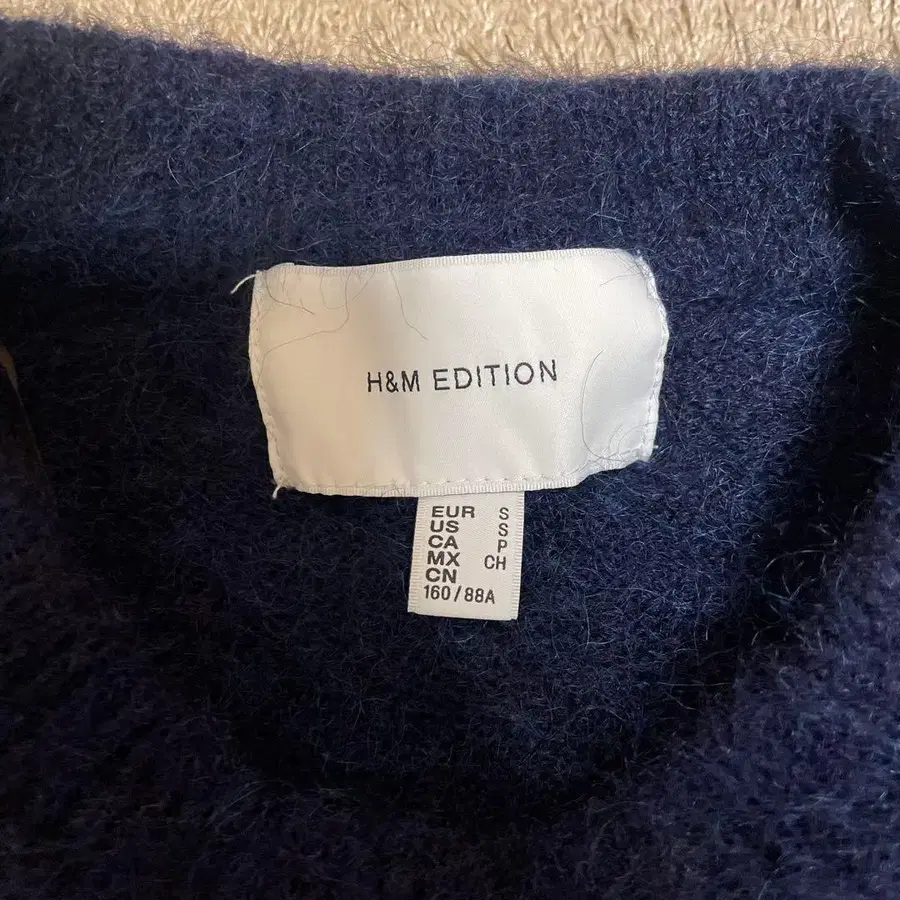 H&M EDITION
EUR S
US S
CA P
MX CH
CN
160/88A